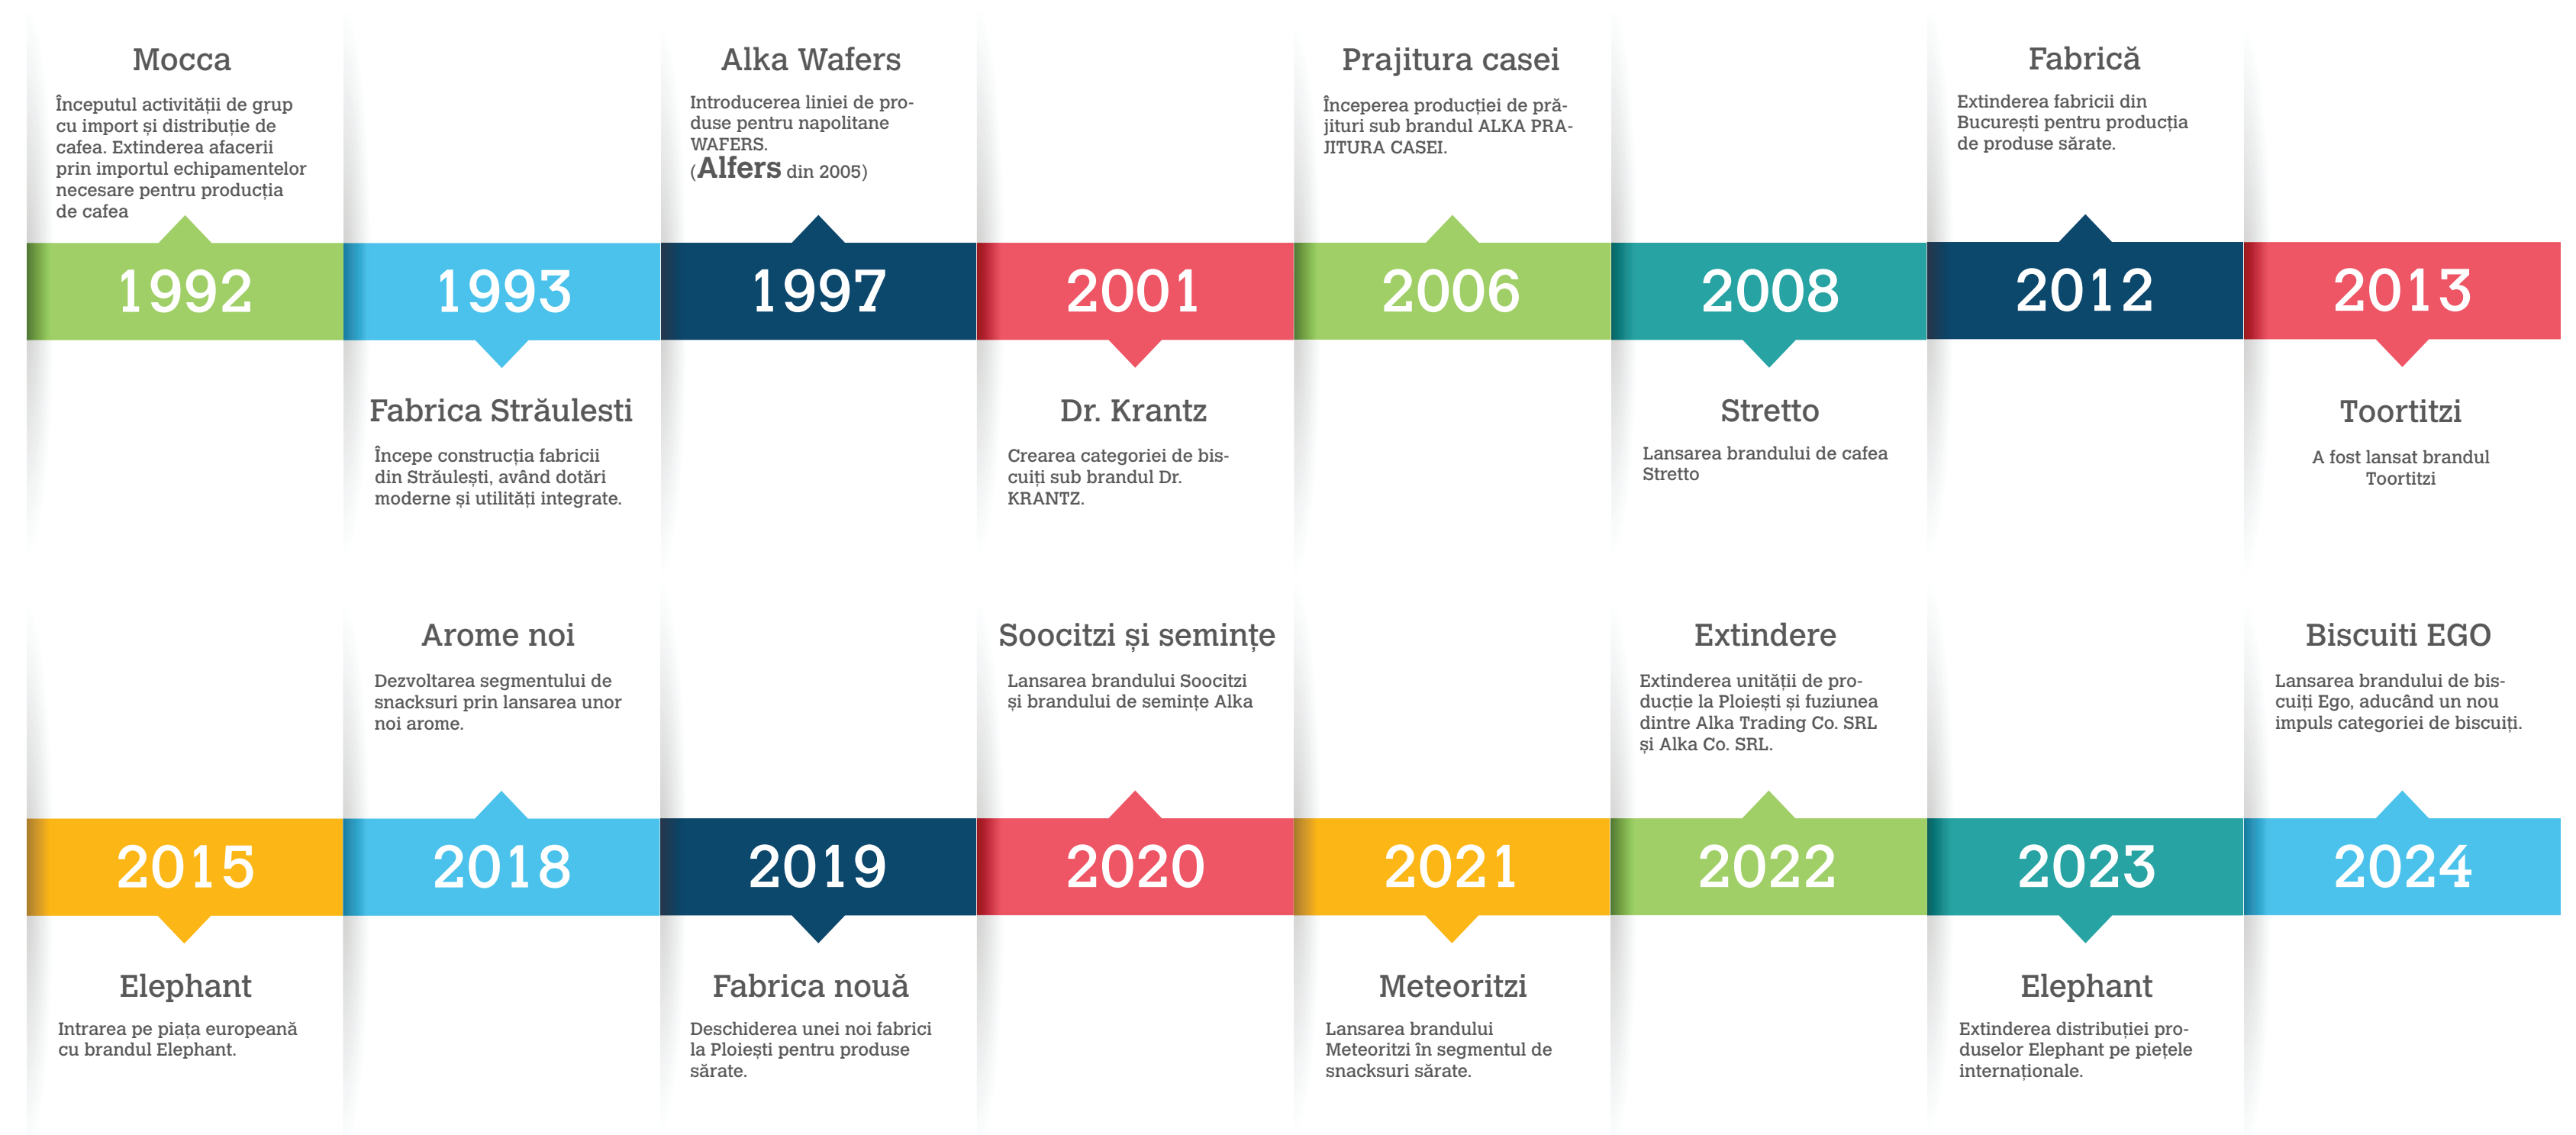 Mocca
Începutul activității de grup
cu import și distribuție de
cafea. Extinderea afacerii
prin importul echipamentelor
necesare pentru producția
de cafea
1992
1993
Fabrica Străulesti
Începe construcția fabricii
din Străulești, având dotări
moderne și utilități integrate.
Alka Wafers
Introducerea liniei de pro-
duse pentru napolitane
WAFERS.
(Alfers din 2005)
1997
2001
Dr. Krantz
Crearea categoriei de bis-
cuiți sub brandul Dr.
KRANTZ.
Prajitura casei
Începerea producției de pră-
jituri sub brandul ALKA PRA-
JITURA CASEI.
2006
2008
Stretto
Lansarea brandului de cafea
Stretto
Fabrică
Extinderea fabricii din
București pentru producția
de produse sărate.
2012
2013
Toortitzi
A fost lansat brandul
Toortitzi
2015
Elephant
Intrarea pe piața europeană
cu brandul Elephant.
Arome noi
Dezvoltarea segmentului de
snacksuri prin lansarea unor
noi arome.
2018
2019
Fabrica nouă
Deschiderea unei noi fabrici
la Ploiești pentru produse
sărate.
Soocitzi și semințe
Lansarea brandului Soocitzi
și brandului de semințe Alka
2020
2021
Meteoritzi
Lansarea brandului
Meteoritzi în segmentul de
snacksuri sărate.
Extindere
Extinderea unității de pro-
ducție la Ploiești și fuziunea
dintre Alka Trading Co. SRL
și Alka Co. SRL.
2022
2023
Elephant
Extinderea distribuției pro-
duselor Elephant pe piețele
internaționale.
Biscuiti EGO
Lansarea brandului de bis-
cuiți Ego, aducând un nou
impuls categoriei de biscuiți.
2024